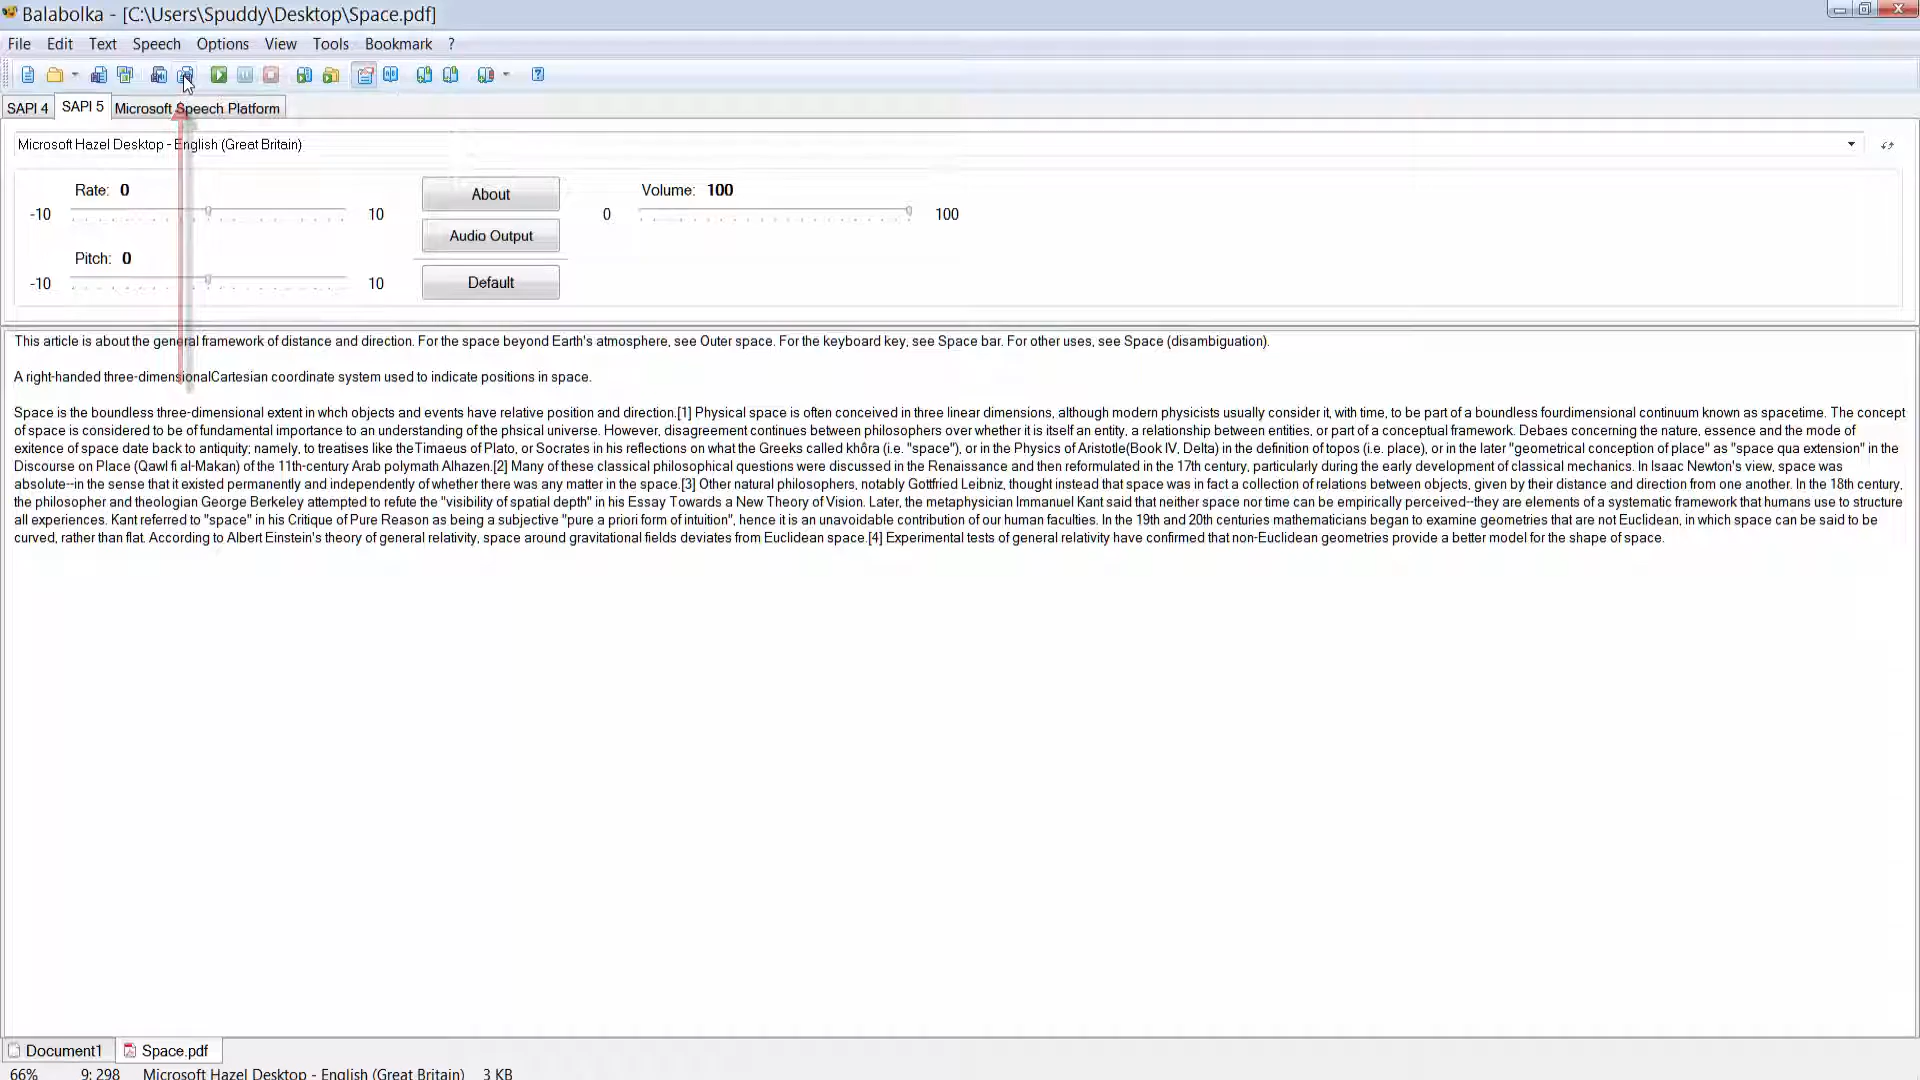 Balabolka - [C:\Users\Spuddy\Desktop\Space.pdf]
File Edit Text Speech Options View Tools Bookmark ?
SAPI 4 SAPI 5 Microsoft Speech Platform
Microsoft Hazel Desktop - English (Great Britain)
Rate: 0 About Volume: 100
-10 10 0 100
Audio Output
Pitch: 0
-10 10 Default
This article is about the general framework of distance and direction. For the space beyond Earth's atmosphere, see Outer space. For the keyboard key, see Space bar. For other uses, see Space (disambiguation).
A right-handed three-dimensionalCartesian coordinate system used to indicate positions in space.
Space is the boundless three-dimensional extent in whch objects and events have relative position and direction.[1] Physical space is often conceived in three linear dimensions, although modern physicists usually consider it, with time, to be part of a boundless fourdimensional continuum known as spacetime. The concept
of space is considered to be of fundamental importance to an understanding of the phsical universe. However, disagreement continues between philosophers over whether it is itself an entity, a relationship between entities, or part of a conceptual framework. Debaes concerning the nature, essence and the mode of
exitence of space date back to antiquity; namely, to treatises like theTimaeus of Plato, or Socrates in his reflections on what the Greeks called khôra (i.e. "space"), or in the Physics of Aristotle(Book IV, Delta) in the definition of topos (i.e. place), or in the later "geometrical conception of place" as "space qua extension" in the
Discourse on Place (Qawl fi al-Makan) of the 11th-century Arab polymath Alhazen.[2] Many of these classical philosophical questions were discussed in the Renaissance and then reformulated in the 17th century, particularly during the early development of classical mechanics. In Isaac Newton's view, space was
absolute--in the sense that it existed permanently and independently of whether there was any matter in the space.[3] Other natural philosophers, notably Gottfried Leibniz, thought instead that space was in fact a collection of relations between objects, given by their distance and direction from one another. In the 18th century,
the philosopher and theologian George Berkeley attempted to refute the "visibility of spatial depth" in his Essay Towards a New Theory of Vision. Later, the metaphysician Immanuel Kant said that neither space nor time can be empirically perceived--they are elements of a systematic framework that humans use to structure
all experiences. Kant referred to "space" in his Critique of Pure Reason as being a subjective "pure a priori form of intuition", hence it is an unavoidable contribution of our human faculties. In the 19th and 20th centuries mathematicians began to examine geometries that are not Euclidean, in which space can be said to be
curved, rather than flat. According to Albert Einstein's theory of general relativity, space around gravitational fields deviates from Euclidean space.[4] Experimental tests of general relativity have confirmed that non-Euclidean geometries provide a better model for the shape of space.
Document1 Space.pdf
66% 9: 298 Microsoft Hazel Desktop - English (Great Britain) 3 KB